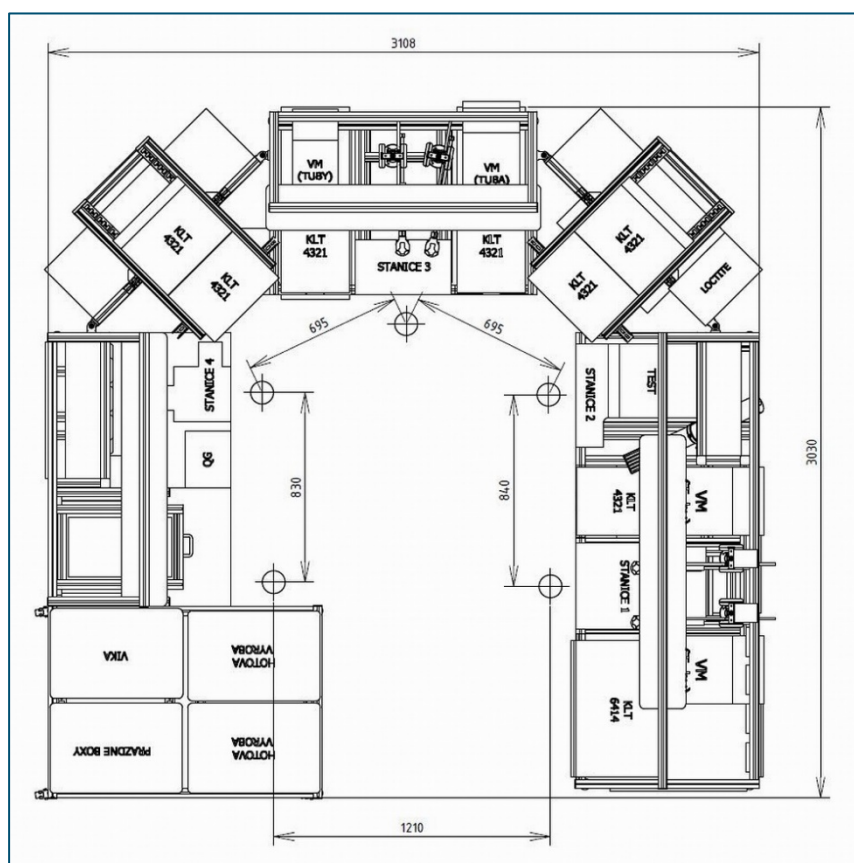 3108
VM
(TUBY)
VM
(TUBA)
KLT
4321
STANICE 3
KLT
4321
KLT
4321
KLT
4321
KLT
4321
KLT
4321
LOCTITE
695
695
STANICE 4
QG
830
840
STANICE 2
TEST
KLT
4321
VM
STANICE 1
3030
KLT
6414
VM
VIKA
HOTOVA
VYROBA
PRAZDNE BOXY
HOTOVA
VYROBA
1210